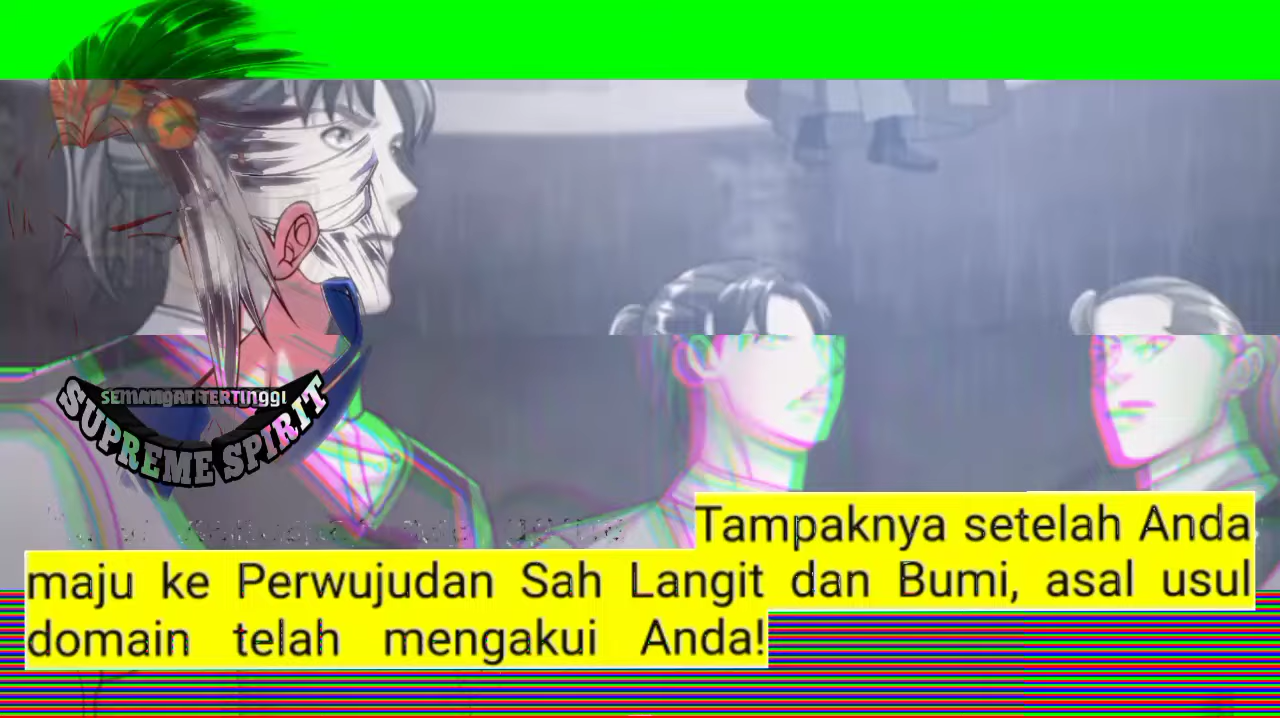 SEMANGAT TERTINGGI
SUPREME SPIRIT
Tampaknya setelah Anda
maju ke Perwujudan Sah Langit dan Bumi, asal usul
domain telah mengakui Anda!